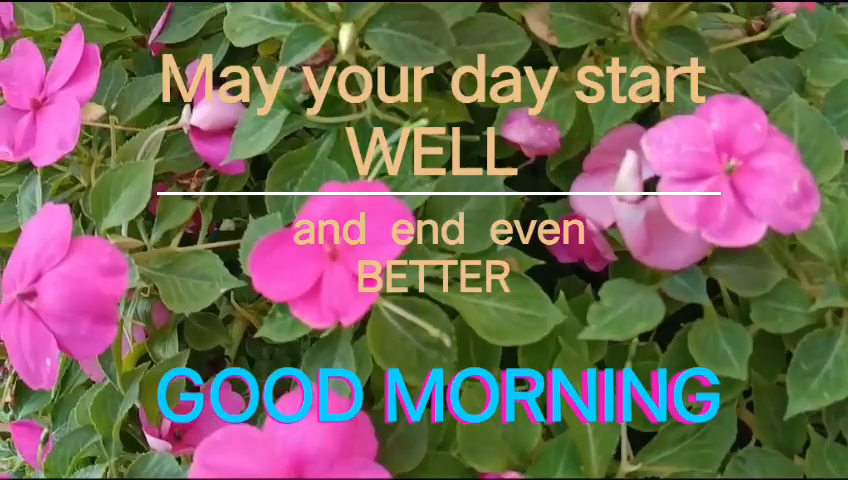 May your day start
WELL
and end even
BETTER
GOOD MORNING